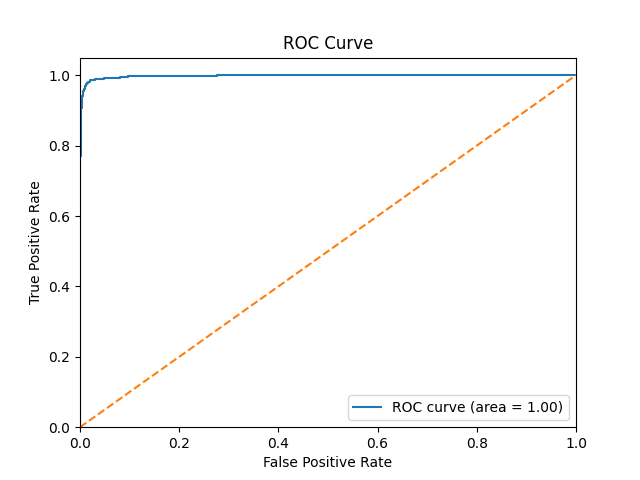 ROC Curve
True Positive Rate
1.0
0.8
0.6
0.4
0.2
0.0
ROC curve (area = 1.00)
0.0 0.2 0.4 0.6 0.8 1.0
False Positive Rate